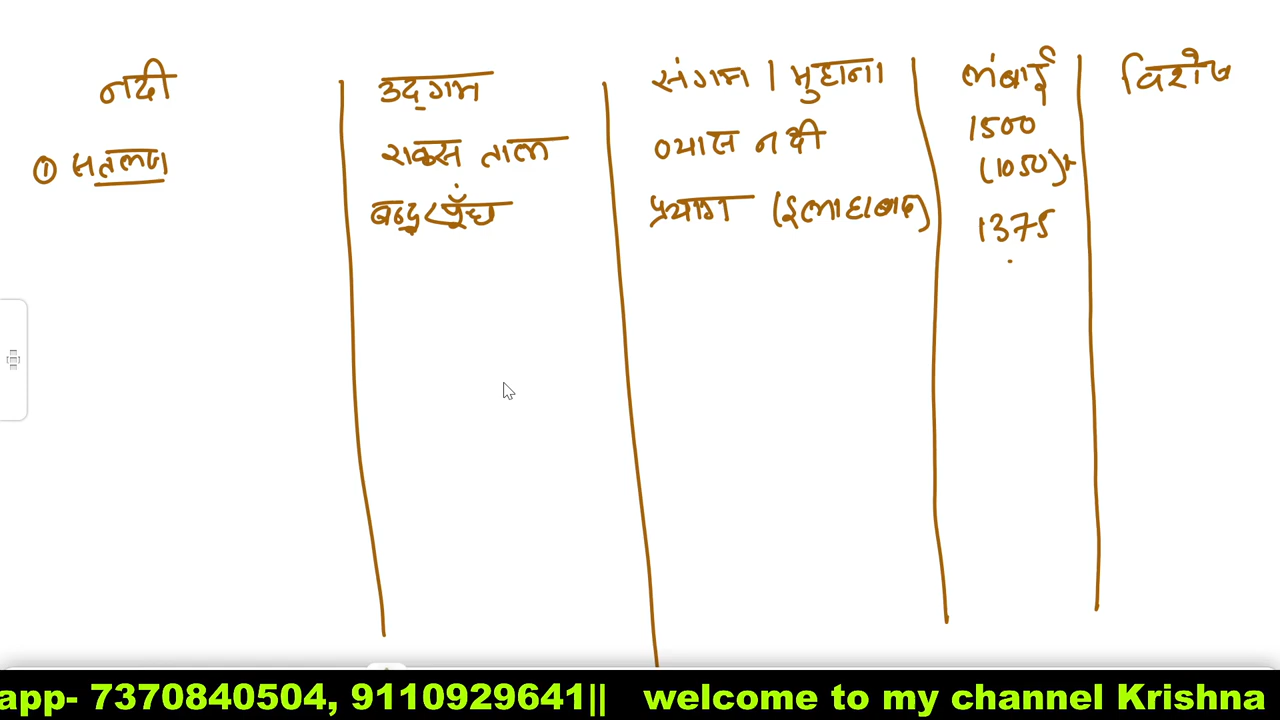 नदी उद्गम संगम | मुहाना लंबाई विशेष
① सतलज राकस ताल व्यास नदी 1500
(1050)
बन्दरपूँछ प्रयाग (इलाहाबाद) 1375
app- 7370840504, 9110929641|| welcome to my channel Krishna